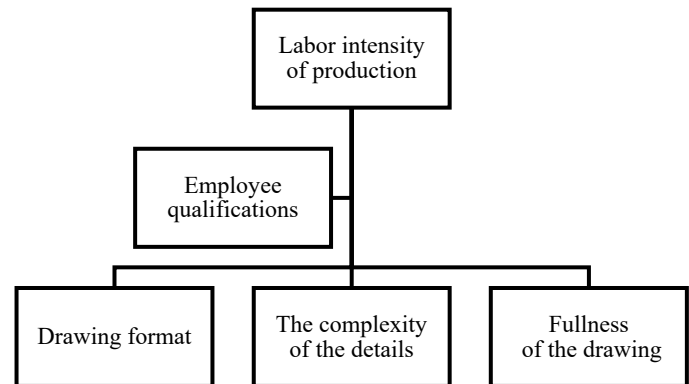 Labor intensity
of production
Employee
qualifications
Drawing format
The complexity
of the details
Fullness
of the drawing